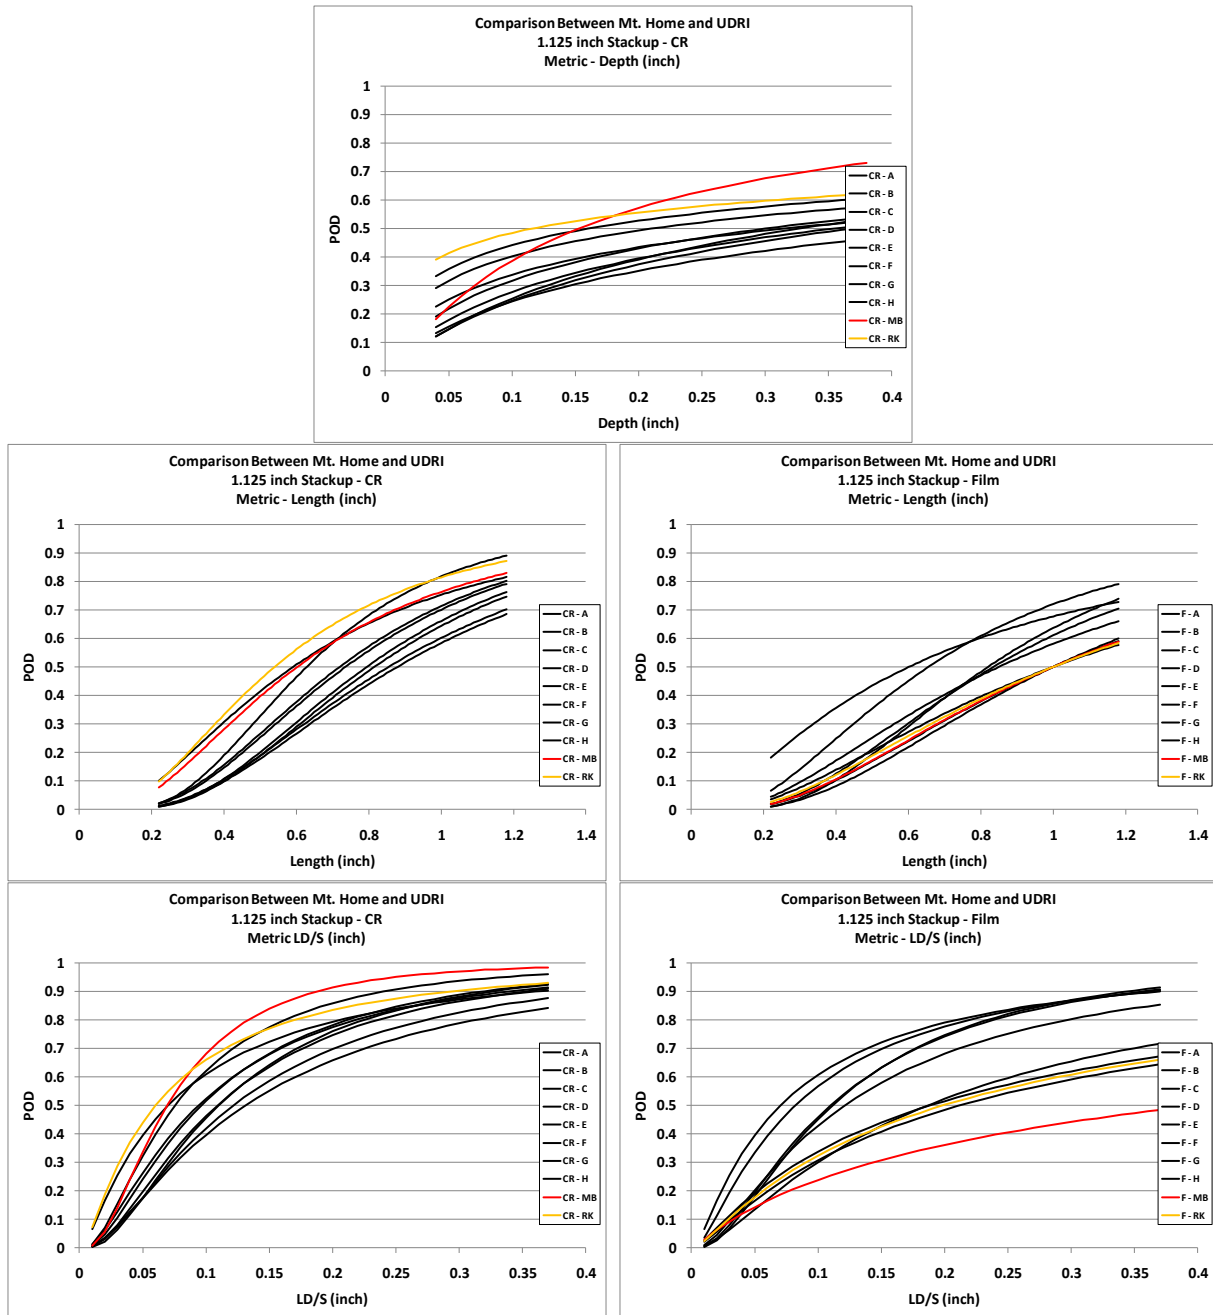 Comparison Between Mt. Home and UDRI
1.125 inch Stackup - CR
Metric - Depth (inch)
POD
1
0.9
0.8
0.7
0.6
0.5
0.4
0.3
0.2
0.1
0
0 0.05 0.1 0.15 0.2 0.25 0.3 0.35 0.4
Depth (inch)
CR - A
CR - B
CR - C
CR - D
CR - E
CR - F
CR - G
CR - H
CR - MB
CR - RK
Comparison Between Mt. Home and UDRI
1.125 inch Stackup - CR
Metric - Length (inch)
POD
1
0.9
0.8
0.7
0.6
0.5
0.4
0.3
0.2
0.1
0
0 0.2 0.4 0.6 0.8 1 1.2 1.4
Length (inch)
CR - A
CR - B
CR - C
CR - D
CR - E
CR - F
CR - G
CR - H
CR - MB
CR - RK
Comparison Between Mt. Home and UDRI
1.125 inch Stackup - Film
Metric - Length (inch)
POD
1
0.9
0.8
0.7
0.6
0.5
0.4
0.3
0.2
0.1
0
0 0.2 0.4 0.6 0.8 1 1.2 1.4
Length (inch)
F - A
F - B
F - C
F - D
F - E
F - F
F - G
F - H
F - MB
F - RK
Comparison Between Mt. Home and UDRI
1.125 inch Stackup - CR
Metric LD/S (inch)
POD
1
0.9
0.8
0.7
0.6
0.5
0.4
0.3
0.2
0.1
0
0 0.05 0.1 0.15 0.2 0.25 0.3 0.35 0.4
LD/S (inch)
CR - A
CR - B
CR - C
CR - D
CR - E
CR - F
CR - G
CR - H
CR - MB
CR - RK
Comparison Between Mt. Home and UDRI
1.125 inch Stackup - Film
Metric - LD/S (inch)
POD
1
0.9
0.8
0.7
0.6
0.5
0.4
0.3
0.2
0.1
0
0 0.05 0.1 0.15 0.2 0.25 0.3 0.35 0.4
LD/S (inch)
F - A
F - B
F - C
F - D
F - E
F - F
F - G
F - H
F - MB
F - RK